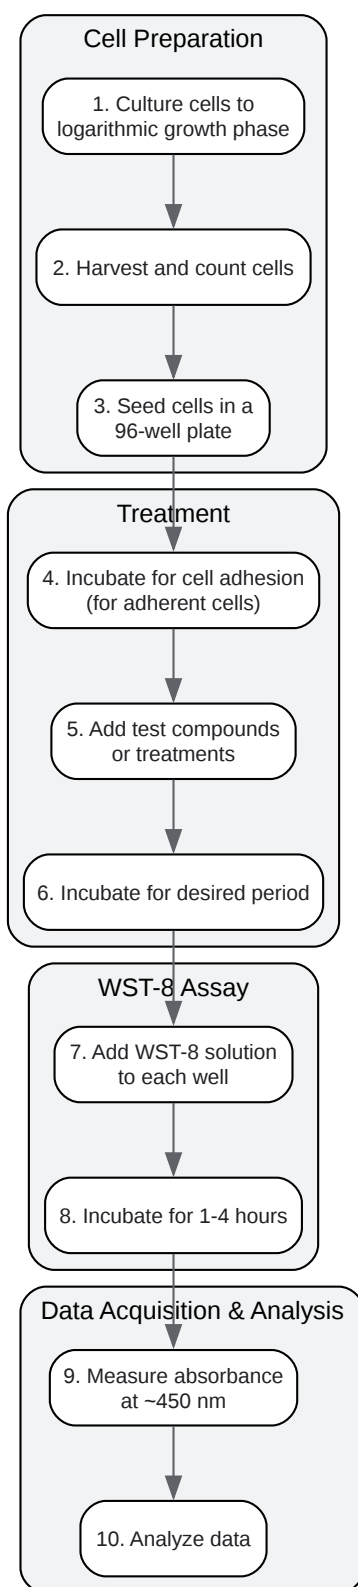 Cell Preparation
1. Culture cells to
logarithmic growth phase
2. Harvest and count cells
3. Seed cells in a
96-well plate
Treatment
4. Incubate for cell adhesion
(for adherent cells)
5. Add test compounds
or treatments
6. Incubate for desired period
WST-8 Assay
7. Add WST-8 solution
to each well
8. Incubate for 1-4 hours
Data Acquisition & Analysis
9. Measure absorbance
at ~450 nm
10. Analyze data